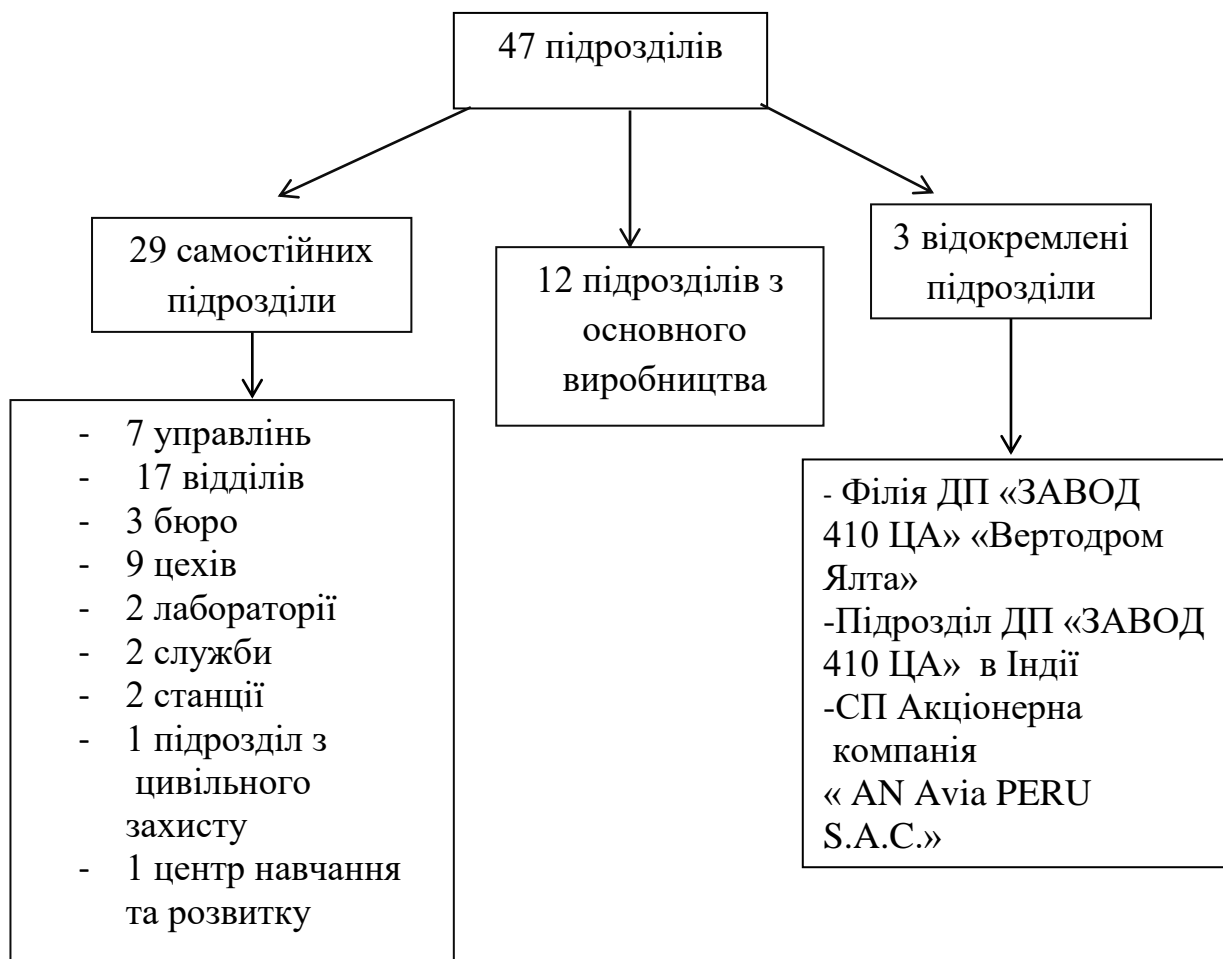 47 підрозділів
29 самостійних
підрозділи
12 підрозділів з
основного
виробництва
3 відокремлені
підрозділи
- 7 управлінь
- 17 відділів
- 3 бюро
- 9 цехів
- 2 лабораторії
- 2 служби
- 2 станції
- 1 підрозділ з
цивільного
захисту
- 1 центр навчання
та розвитку
- Філія ДП «ЗАВОД
410 ЦА» «Вертодром
Ялта»
-Підрозділ ДП «ЗАВОД
410 ЦА» в Індії
-СП Акціонерна
компанія
« AN Avia PERU
S.A.C.»